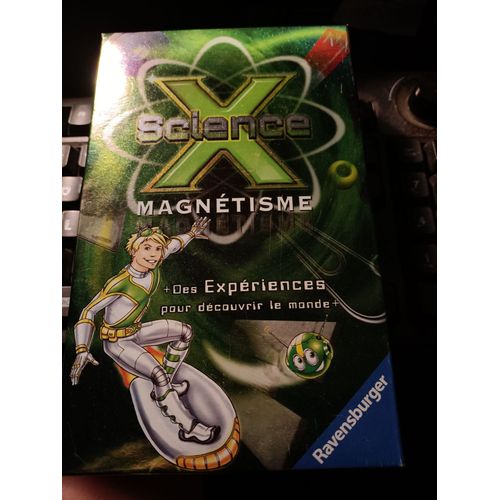 Science
X
MAGNÉTISME
+Des Expériences
pour découvrir le monde+
Ravensburger